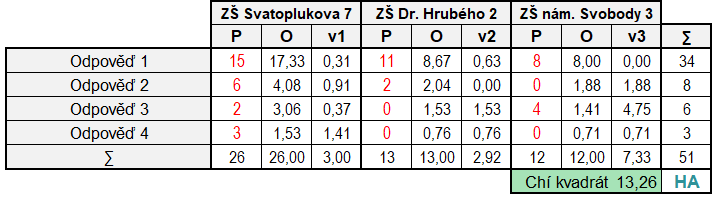 ZŠ Svatoplukova 7 ZŠ Dr. Hrubého 2 ZŠ nám. Svobody 3
P O v1 P O v2 P O v3 ∑
Odpověď 1 15 17,33 0,31 11 8,67 0,63 8 8,00 0,00 34
Odpověď 2 6 4,08 0,91 2 2,04 0,00 0 1,88 1,88 8
Odpověď 3 2 3,06 0,37 0 1,53 1,53 4 1,41 4,75 6
Odpověď 4 3 1,53 1,41 0 0,76 0,76 0 0,71 0,71 3
∑ 26 26,00 3,00 13 13,00 2,92 12 12,00 7,33 51
Chí kvadrát 13,26 HA